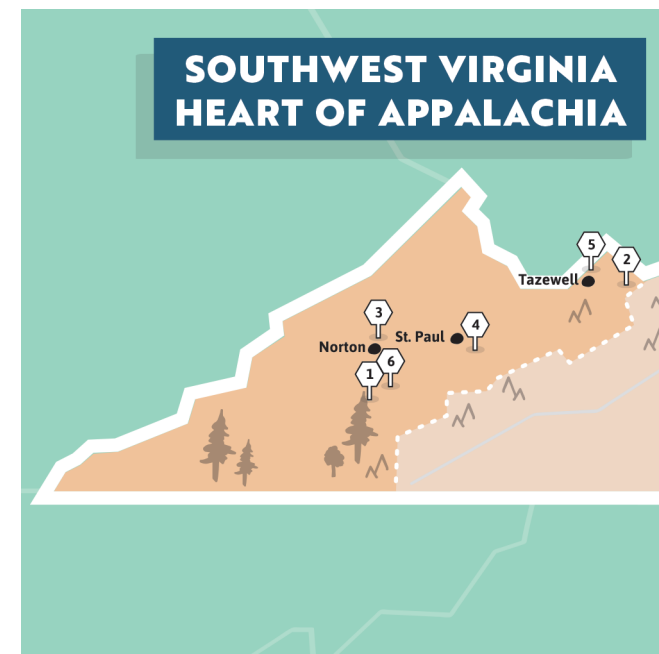 SOUTHWEST VIRGINIA
HEART OF APPALACHIA
5
2
Tazewell
3
4
St. Paul
Norton
6
1